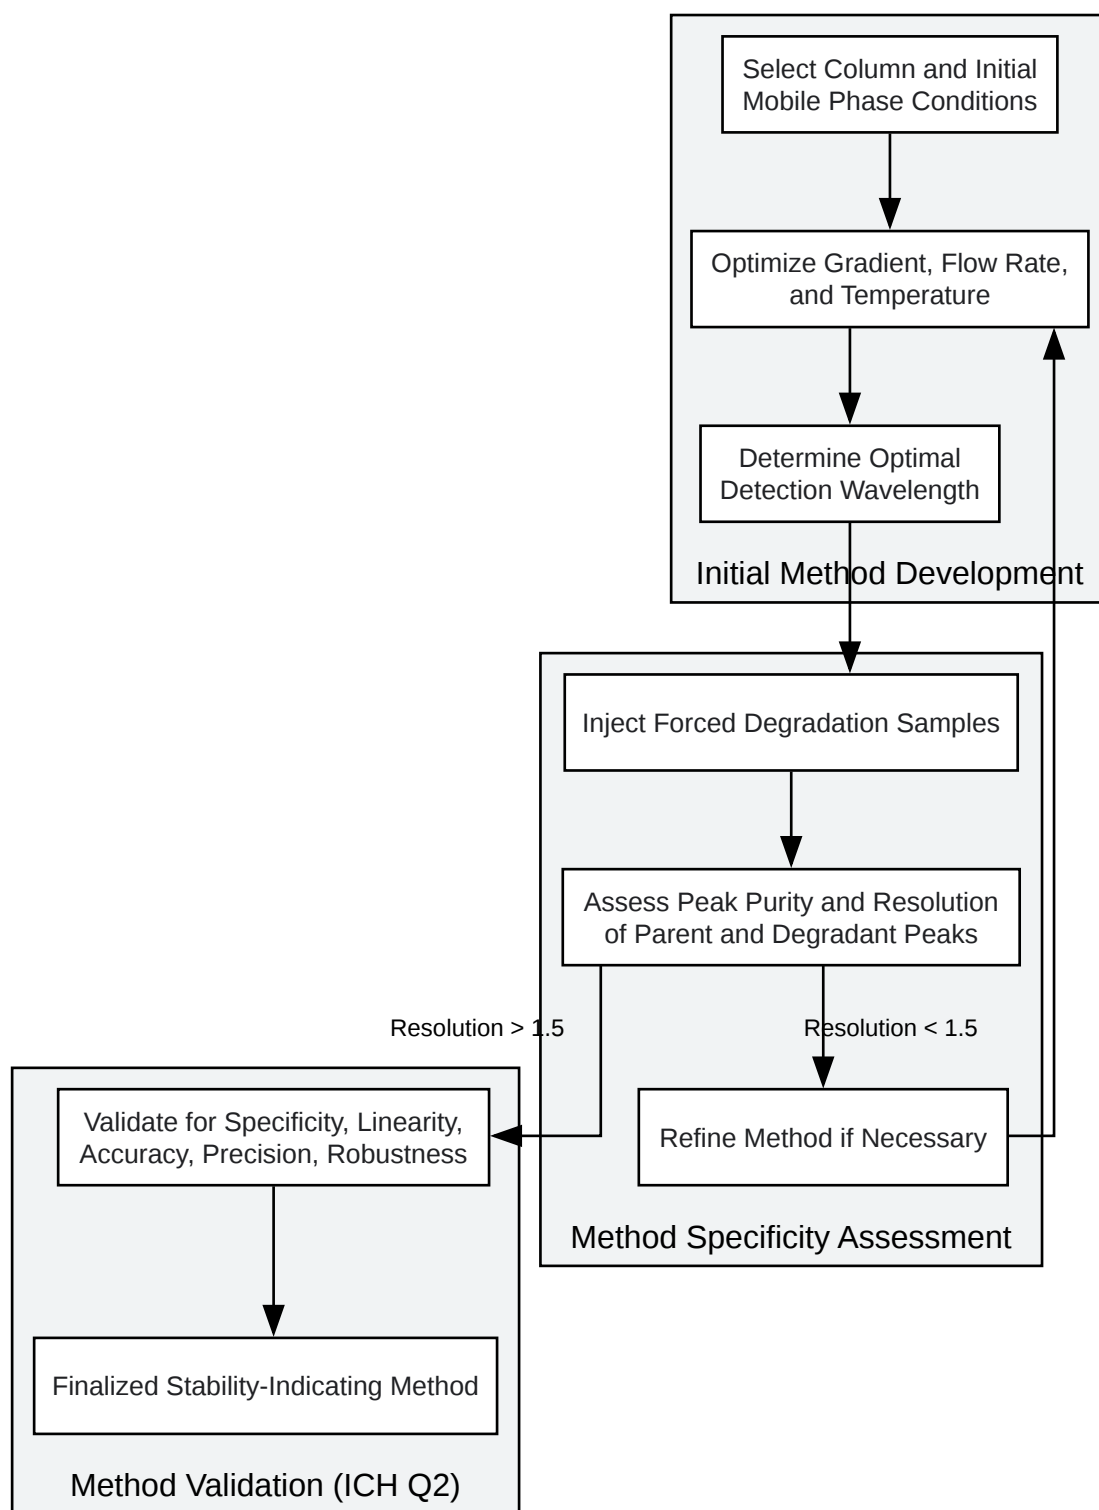 Select Column and Initial
Mobile Phase Conditions
Optimize Gradient, Flow Rate,
and Temperature
Determine Optimal
Detection Wavelength
Initial Method Development
Inject Forced Degradation Samples
Assess Peak Purity and Resolution
of Parent and Degradant Peaks
Resolution > 1.5
Resolution < 1.5
Validate for Specificity, Linearity,
Accuracy, Precision, Robustness
Refine Method if Necessary
Method Specificity Assessment
Finalized Stability-Indicating Method
Method Validation (ICH Q2)